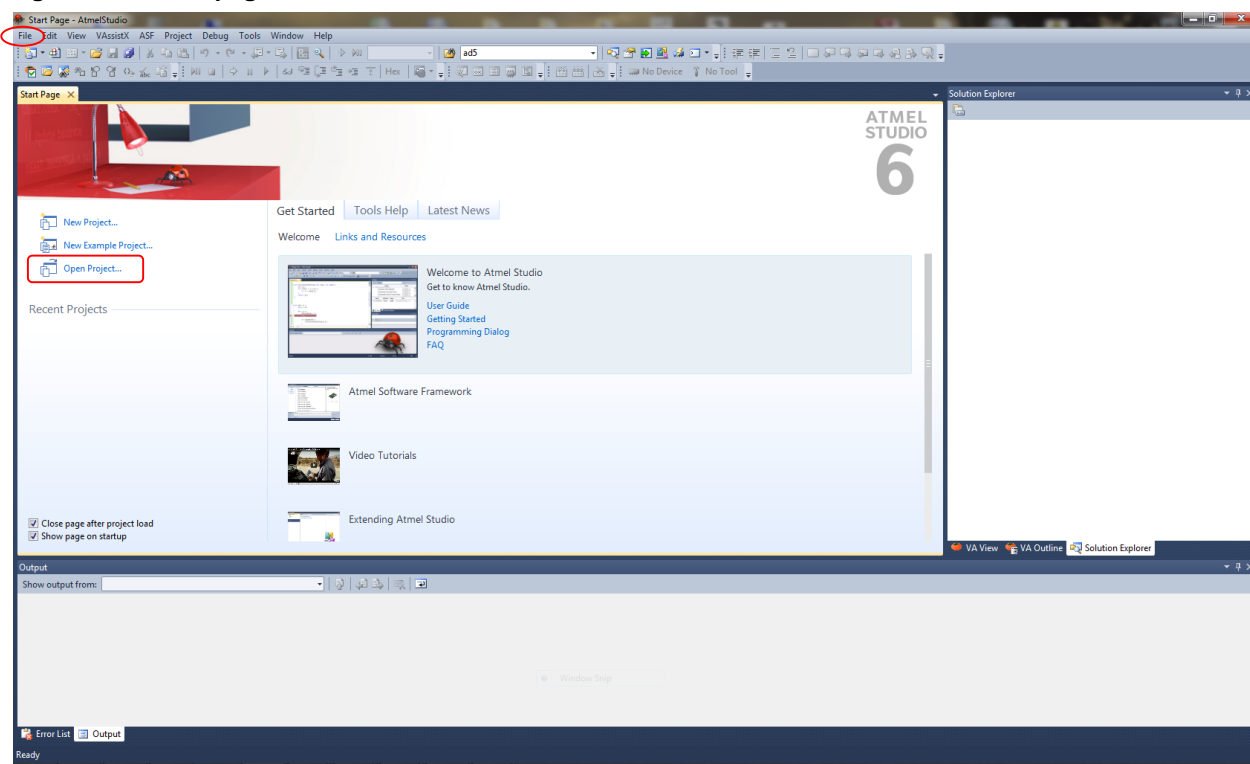 Start Page - AtmelStudio
File Edit View VAssistX ASF Project Debug Tools Window Help
ad5
Hex No Device No Tool
Start Page
Solution Explorer
ATMEL
STUDIO
6
New Project...
New Example Project...
Open Project...
Recent Projects
Close page after project load
Show page on startup
Get Started Tools Help Latest News
Welcome Links and Resources
Welcome to Atmel Studio
Get to know Atmel Studio.
User Guide
Getting Started
Programming Dialog
FAQ
Atmel Software Framework
Video Tutorials
Extending Atmel Studio
VA View VA Outline Solution Explorer
Output
Show output from:
Window Snip
Error List Output
Ready